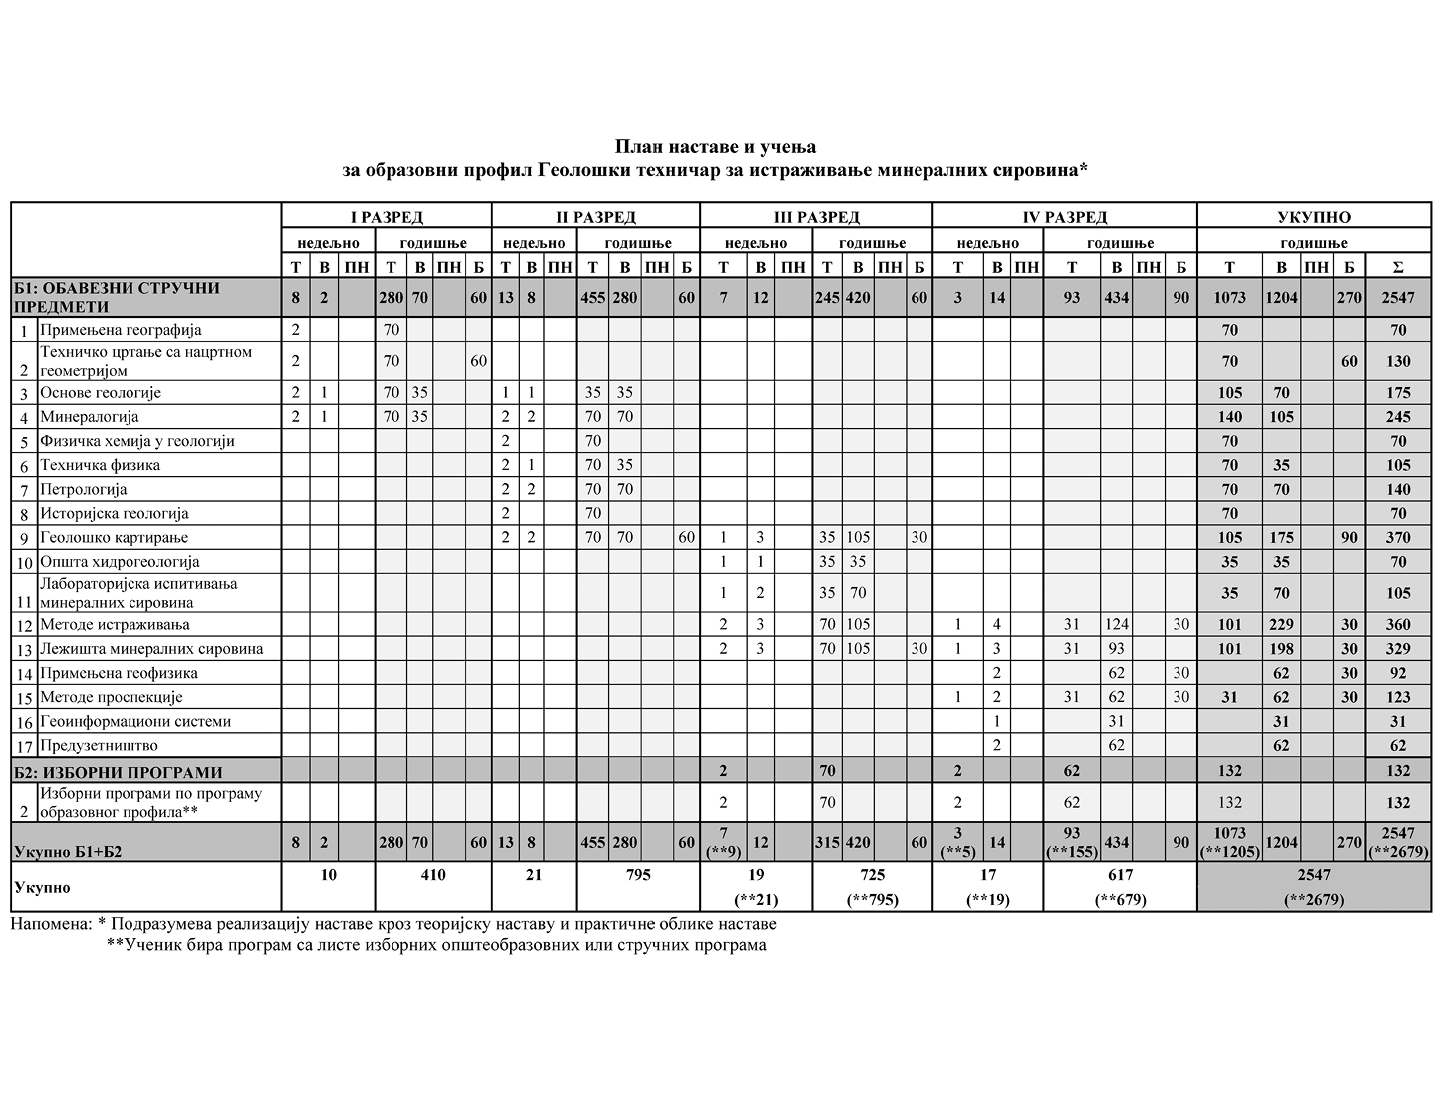 План наставе и учења
за образовни профил Геолошки техничар за истраживање минералних сировина*
I РАЗРЕД II РАЗРЕД III РАЗРЕД IV РАЗРЕД УКУПНО
недељно годишње недељно годишње недељно годишње недељно годишње годишње
Т В ПН Т В ПН Б Т В ПН Т В ПН Б Т В ПН Т В ПН Б Т В ПН Т В ПН Б Т В ПН Б Σ
Б1: ОБАВЕЗНИ СТРУЧНИ
ПРЕДМЕТИ 8 2 280 70 60 13 8 455 280 60 7 12 245 420 60 3 14 93 434 90 1073 1204 270 2547
1 Примењена географија 2 70 70 70
Техничко цртање са нацртном
2 геометријом 2 70 60 70 60 130
3 Основе геологије 2 1 70 35 1 1 35 35 105 70 175
4 Минералогија 2 1 70 35 2 2 70 70 140 105 245
5 Физичка хемија у геологији 2 70 70 70
6 Техничка физика 2 1 70 35 70 35 105
7 Петрологија 2 2 70 70 70 70 140
8 Историјска геологија 2 70 70 70
9 Геолошко картирање 2 2 70 70 60 1 3 35 105 30 105 175 90 370
10 Општа хидрогеологија 1 1 35 35 35 35 70
Лабораторијска испитивања
11 минералних сировина 1 2 35 70 35 70 105
12 Методе истраживања 2 3 70 105 1 4 31 124 30 101 229 30 360
13 Лежишта минералних сировина 2 3 70 105 30 1 3 31 93 101 198 30 329
14 Примењена геофизика 2 62 30 62 30 92
15 Методе проспекције 1 2 31 62 30 31 62 30 123
16 Геоинформациони системи 1 31 31 31
17 Предузетништво 2 62 62 62
Б2: ИЗБОРНИ ПРОГРАМИ 2 70 2 62 132 132
Изборни програми по програму
2 образовног профила** 2 70 2 62 132 132
Укупно Б1+Б2 8 2 280 70 60 13 8 455 280 60 7 12 315 420 60 3 14 93 434 90 1073 1204 270 2547
(**9) (**5) (**155) (**1205) (**2679)
Укупно 10 410 21 795 19 725 17 617 2547
(**21) (**795) (**19) (**679) (**2679)
Напомена: * Подразумева реализацију наставе кроз теоријску наставу и практичне облике наставе
**Ученик бира програм са листе изборних општеобразовних или стручних програма